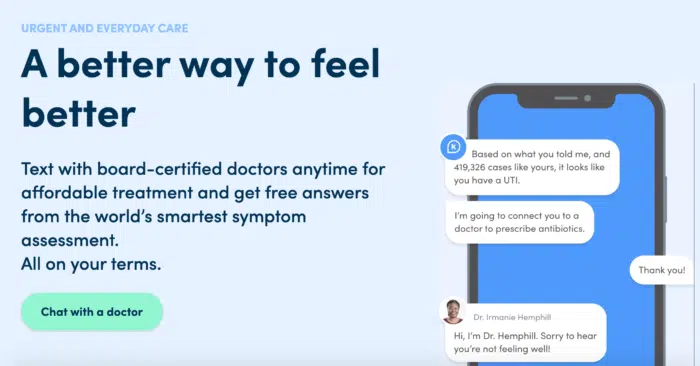 URGENT AND EVERYDAY CARE
A better way to feel
better
Text with board-certified doctors anytime for
affordable treatment and get free answers
from the world's smartest symptom
assessment.
All on your terms.
Chat with a doctor
K
Based on what you told me, and
419,326 cases like yours, it looks like
you have a UTI.
I'm going to connect you to a
doctor to prescribe antibiotics.
Thank you!
Dr. Irmanie Hemphill
Hi, I'm Dr. Hemphill. Sorry to hear
you're not feeling well!